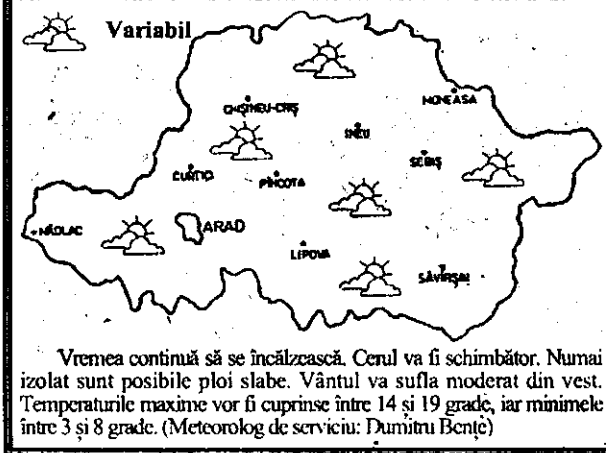 Variabil
CHIȘINEU-CRIȘ
MONEASA
INEU
SEBIȘ
CURTICI
PÎNCOTA
NĂDLAC
ARAD
LIPOVA
SĂVÎRȘIN
Vremea continuă să se încălzească. Cerul va fi schimbător. Numai
izolat sunt posibile ploi slabe. Vântul va sufla moderat din vest.
Temperaturile maxime vor fi cuprinse între 14 și 19 grade, iar minimele
între 3 și 8 grade. (Meteorolog de serviciu: Dumitru Bențe)